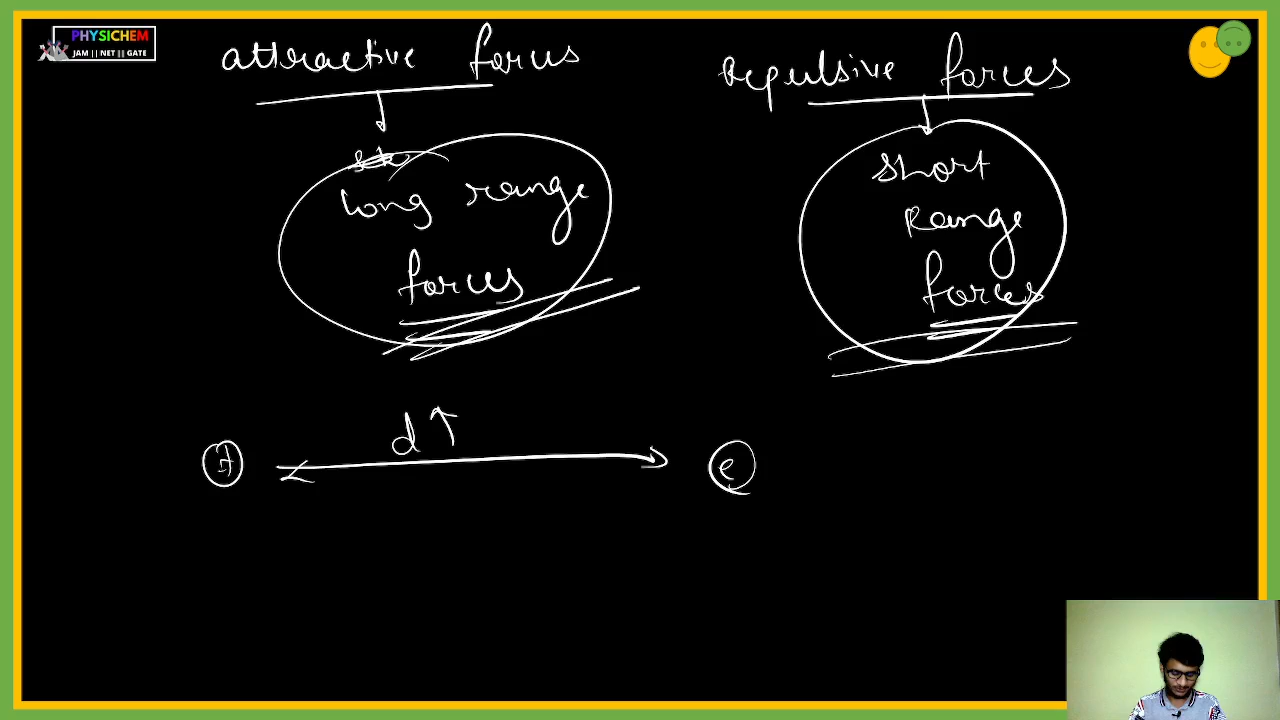 PHYSICHEM
JAM || NET || GATE
attractive forces
repulsive forces
long range
forces
short
Range
forces
d↑
e